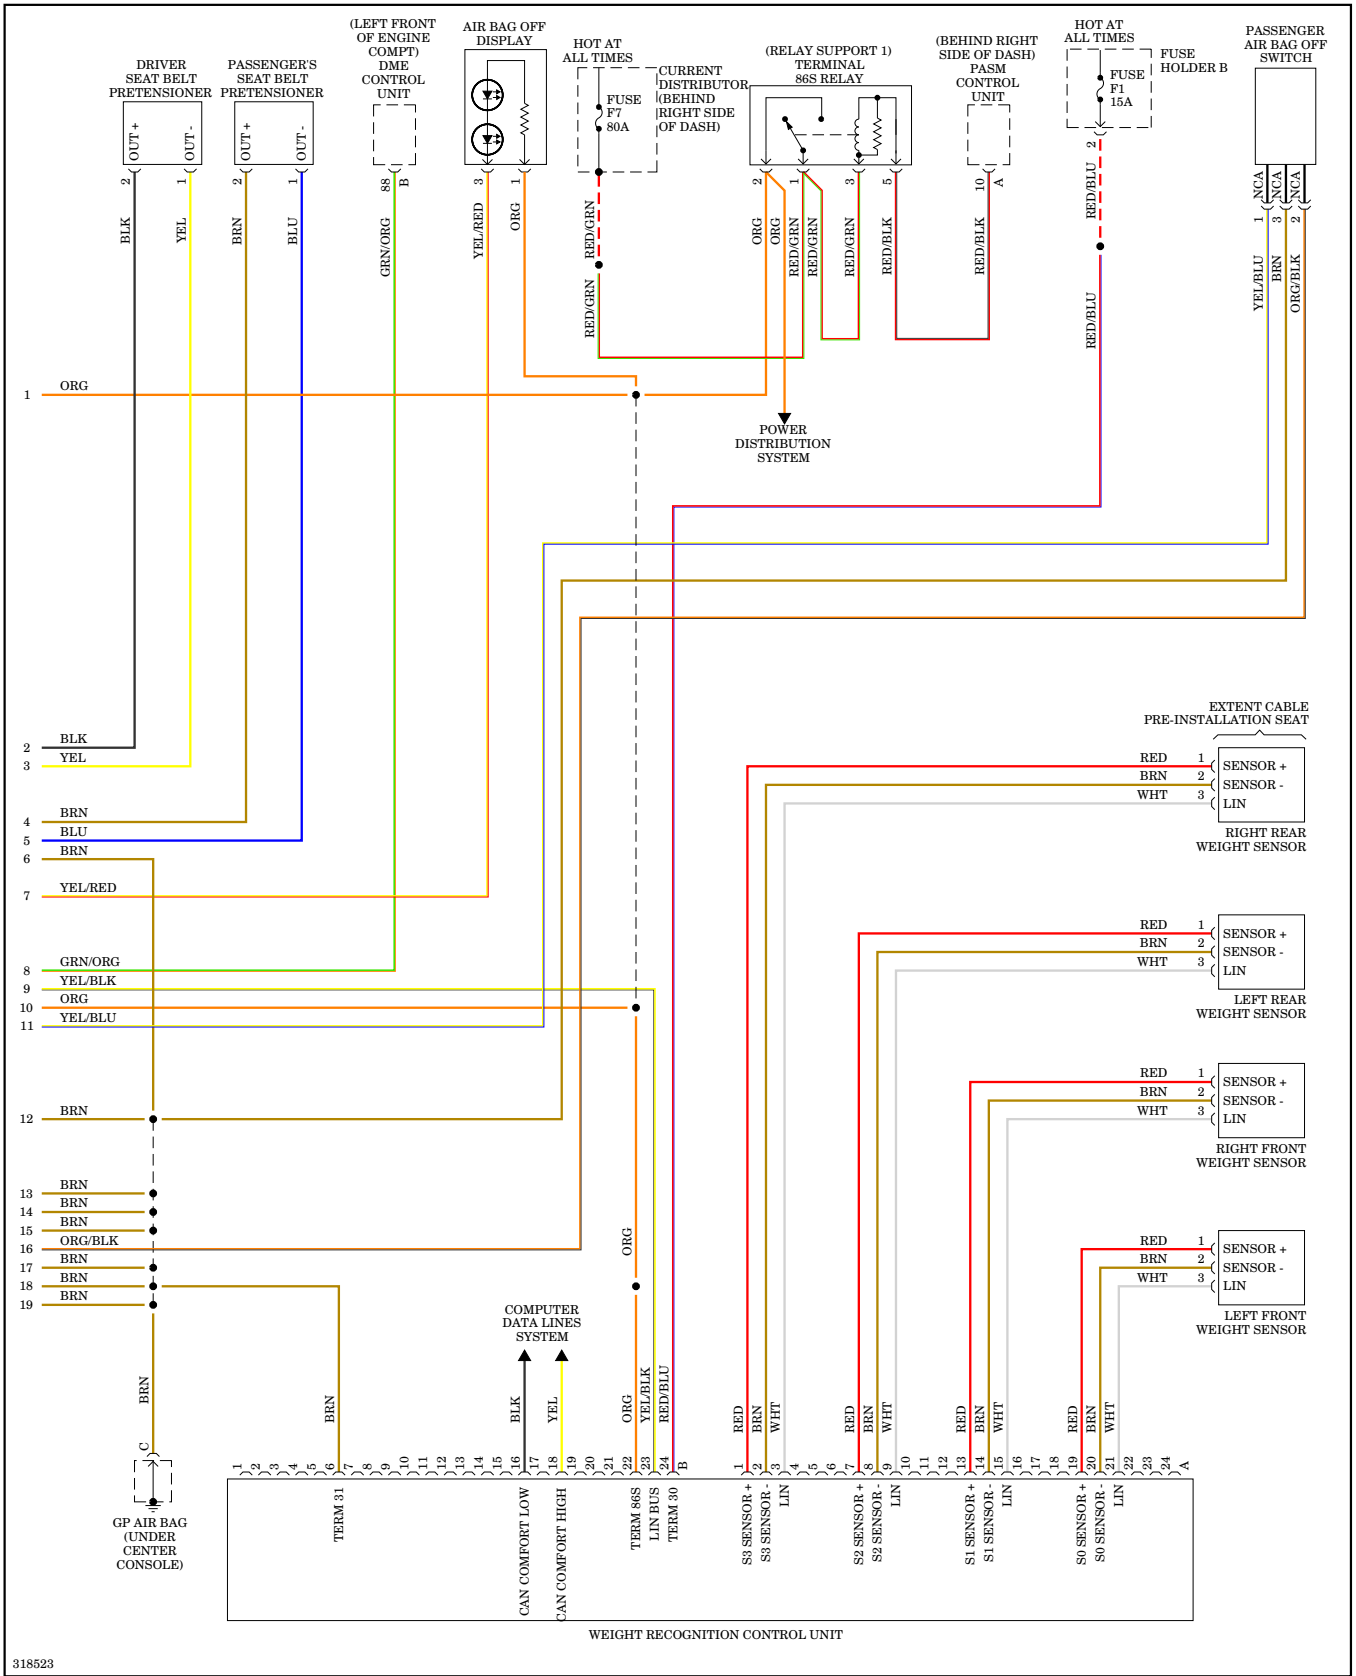 (LEFT FRONT
OF ENGINE
COMPT)
DME
CONTROL
UNIT
AIR BAG OFF
DISPLAY
HOT AT
ALL TIMES
(RELAY SUPPORT 1)
TERMINAL
86S RELAY
(BEHIND RIGHT
SIDE OF DASH)
PASM
CONTROL
UNIT
HOT AT
ALL TIMES
PASSENGER
AIR BAG OFF
SWITCH
DRIVER
SEAT BELT
PRETENSIONER
PASSENGER'S
SEAT BELT
PRETENSIONER
CURRENT
DISTRIBUTOR
(BEHIND
RIGHT SIDE
OF DASH)
FUSE
F7
80A
FUSE
F1
15A
FUSE
HOLDER B
OUT +
OUT -
OUT +
OUT -
2
1
2
1
88
B
3
1
2
1
3
5
10
A
2
NCA
NCA
NCA
1
3
2
BLK
YEL
BRN
BLU
GRN/ORG
YEL/RED
ORG
RED/GRN
RED/GRN
ORG
ORG
RED/GRN
RED/GRN
RED/GRN
RED/BLK
RED/BLK
RED/BLU
RED/BLU
YEL/BLU
BRN
ORG/BLK
1 ORG
POWER
DISTRIBUTION
SYSTEM
2 BLK
3 YEL
4 BRN
5 BLU
6 BRN
7 YEL/RED
8 GRN/ORG
9 YEL/BLK
10 ORG
11 YEL/BLU
12 BRN
13 BRN
14 BRN
15 BRN
16 ORG/BLK
17 BRN
18 BRN
19 BRN
EXTENT CABLE
PRE-INSTALLATION SEAT
RED 1 SENSOR +
BRN 2 SENSOR -
WHT 3 LIN
RIGHT REAR
WEIGHT SENSOR
RED 1 SENSOR +
BRN 2 SENSOR -
WHT 3 LIN
LEFT REAR
WEIGHT SENSOR
RED 1 SENSOR +
BRN 2 SENSOR -
WHT 3 LIN
RIGHT FRONT
WEIGHT SENSOR
RED 1 SENSOR +
BRN 2 SENSOR -
WHT 3 LIN
LEFT FRONT
WEIGHT SENSOR
ORG
COMPUTER
DATA LINES
SYSTEM
BRN
BRN
BLK
YEL
ORG
YEL/BLK
RED/BLU
RED
BRN
WHT
RED
BRN
WHT
RED
BRN
WHT
RED
BRN
WHT
C
1 2 3 4 5 6 7 8 9 10 11 12 13 14 15 16 17 18 19 20 21 22 23 24 B
1 2 3 4 5 6 7 8 9 10 11 12 13 14 15 16 17 18 19 20 21 22 23 24 A
GP AIR BAG
(UNDER
CENTER
CONSOLE)
TERM 31
CAN COMFORT LOW
CAN COMFORT HIGH
TERM 86S
LIN BUS
TERM 30
S3 SENSOR +
S3 SENSOR -
LIN
S2 SENSOR +
S2 SENSOR -
LIN
S1 SENSOR +
S1 SENSOR -
LIN
S0 SENSOR +
S0 SENSOR -
LIN
WEIGHT RECOGNITION CONTROL UNIT
318523